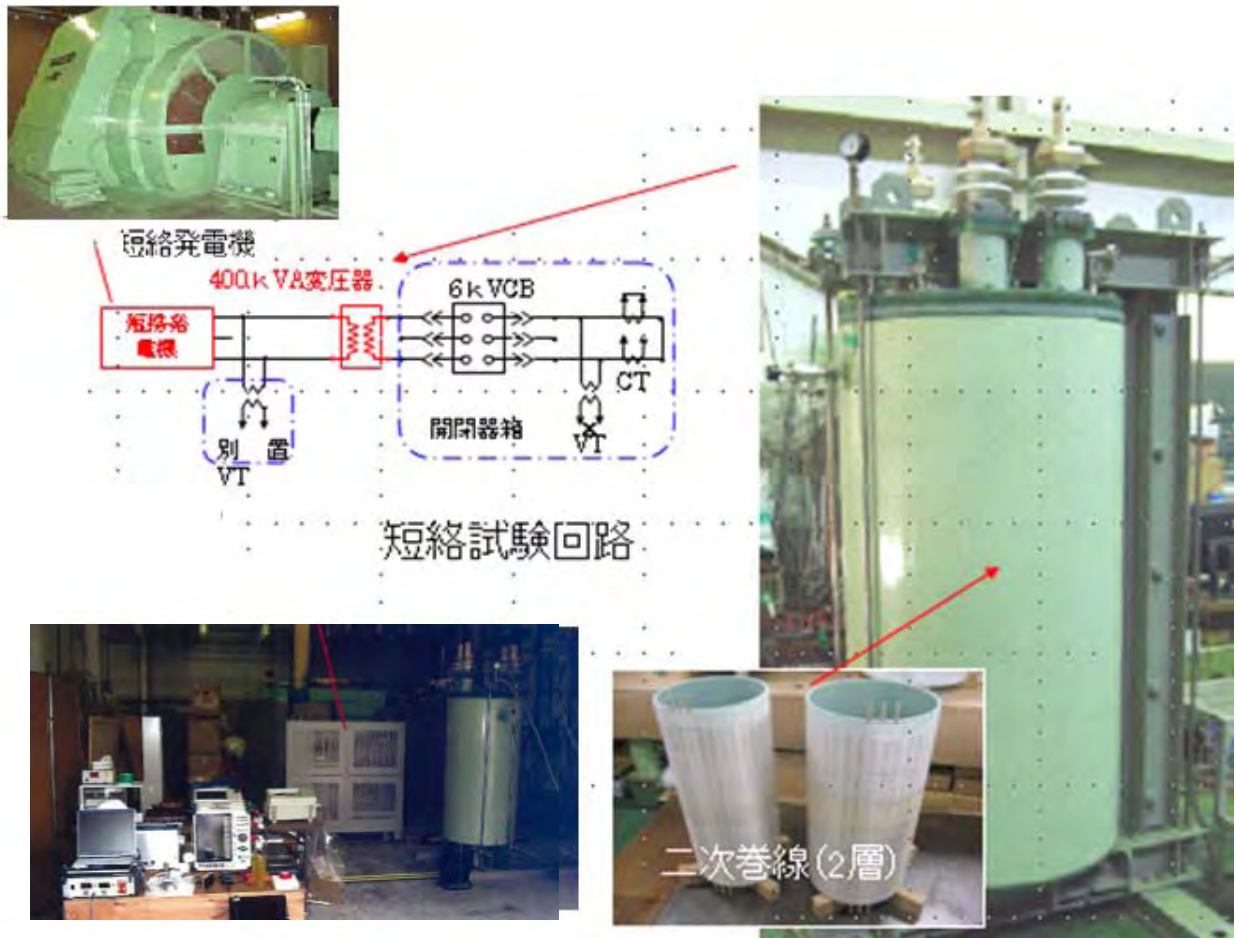 短絡発電機
400kVA変圧器
6kVCB
短絡発
電機
CT
開閉器箱
VT
別 置
VT
短絡試験回路
二次巻線(2層)